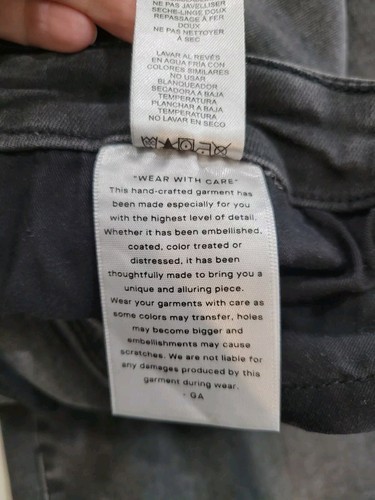 NE PAS JAVELLISER
SECHE-LINGE DOUX
REPASSAGE A FER
DOUX
NE PAS NETTOYER
A SEC
LAVAR AL REVÉS
EN AGUA FRÍA CON
COLORES SIMILARES
NO USAR
BLANQUEADOR
SECADORA A BAJA
TEMPERATURA
PLANCHAR A BAJA
TEMPERATURA
NO LAVAR EN SECO
"WEAR WITH CARE"
This hand-crafted garment has
been made especially for you
with the highest level of detail.
Whether it has been embellished,
coated, color treated or
distressed, it has been
thoughtfully made to bring you a
unique and alluring piece.
Wear your garments with care as
some colors may transfer, holes
may become bigger and
embellishments may cause
scratches. We are not liable for
any damages produced by this
garment during wear.
- GA